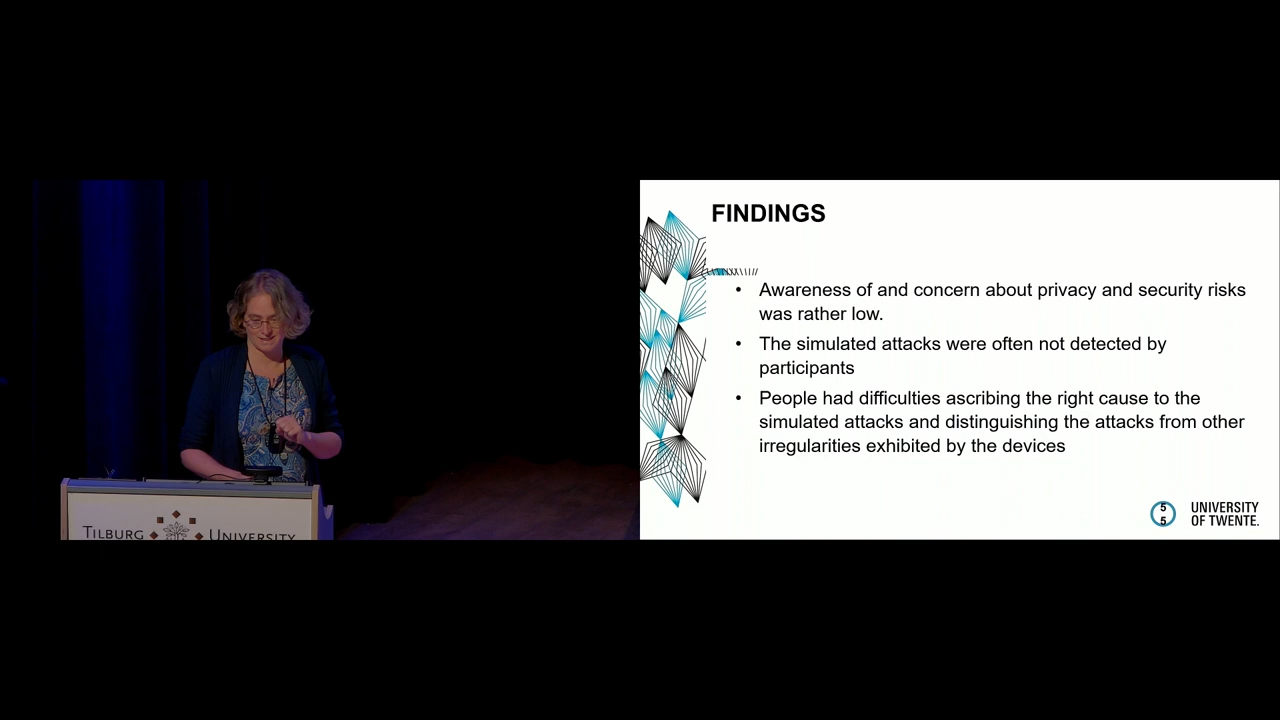 FINDINGS
• Awareness of and concern about privacy and security risks
was rather low.
• The simulated attacks were often not detected by
participants
• People had difficulties ascribing the right cause to the
simulated attacks and distinguishing the attacks from other
irregularities exhibited by the devices
5
5
UNIVERSITY
OF TWENTE.
TILBURG UNIVERSITY